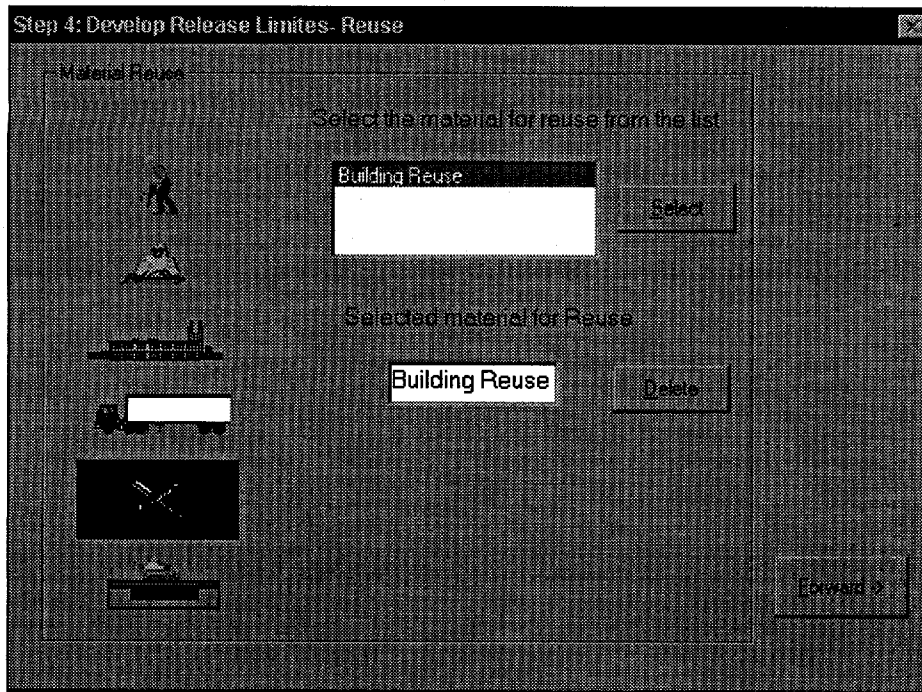 Step 4: Develop Release Limites- Reuse
Material Reuse
Select the material for reuse from the list
Building Reuse
Select
Selected material for Reuse
Building Reuse
Delete
Forward >